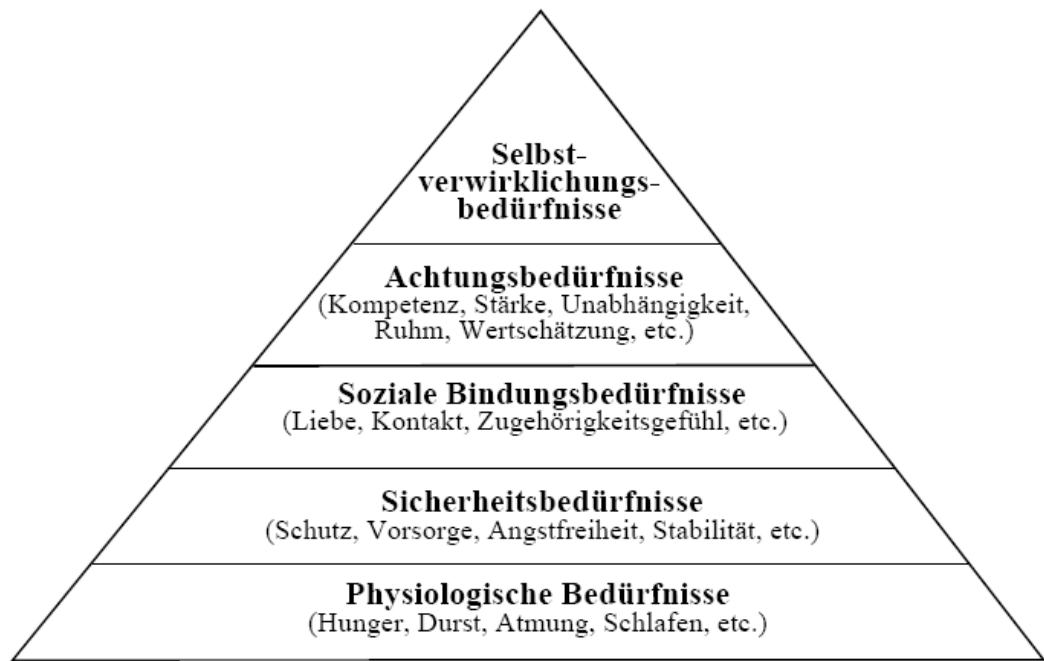 Selbst-
verwirklichungs-
bedürfnisse
Achtungsbedürfnisse
(Kompetenz, Stärke, Unabhängigkeit,
Ruhm, Wertschätzung, etc.)
Soziale Bindungsbedürfnisse
(Liebe, Kontakt, Zugehörigkeitsgefühl, etc.)
Sicherheitsbedürfnisse
(Schutz, Vorsorge, Angstfreiheit, Stabilität, etc.)
Physiologische Bedürfnisse
(Hunger, Durst, Atmung, Schlafen, etc.)